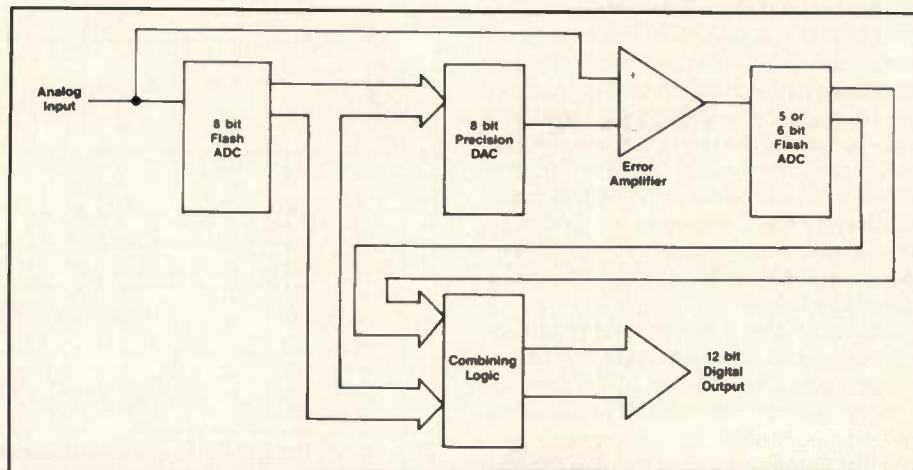 Analog
Input
8 bit
Flash
ADC
8 bit
Precision
DAC
+
Error
Amplifier
5 or
6 bit
Flash
ADC
Combining
Logic
12 bit
Digital
Output